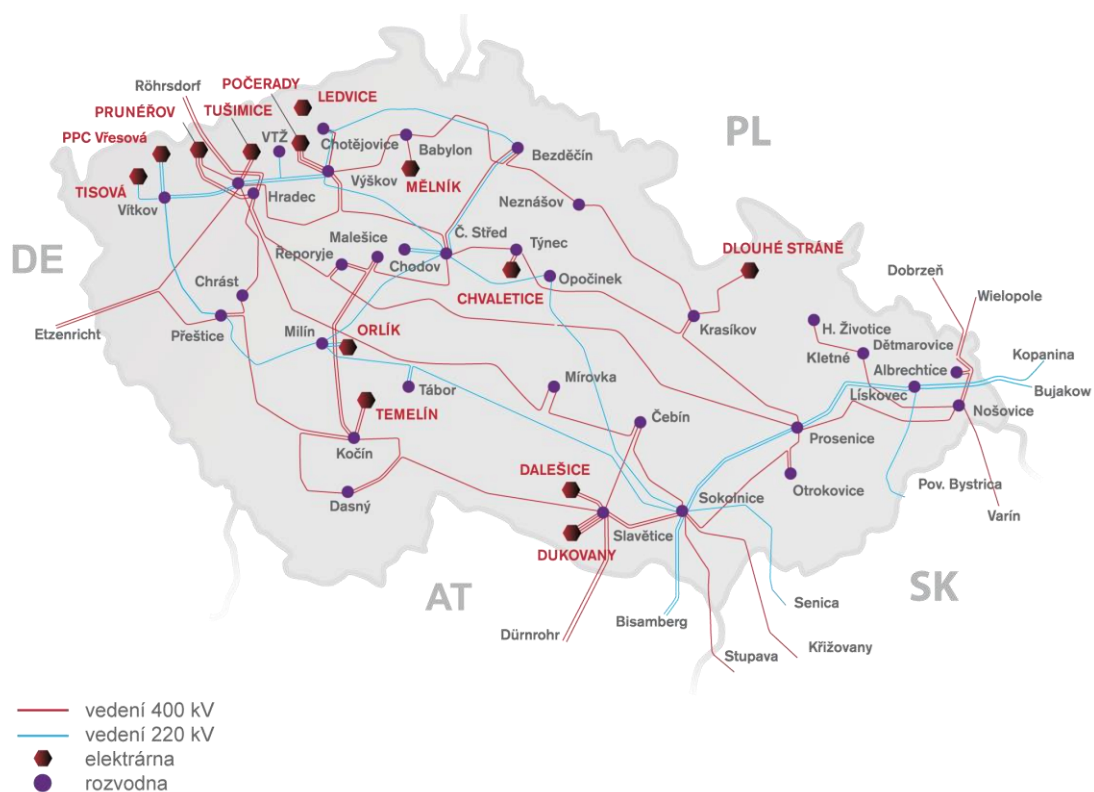 PL
Röhrsdorf
POČERADY
LEDVICE
PRUNÉŘOV
TUŠIMICE
PPC Vřesová
VTŽ
Chotějovice
Babylon
Bezděčín
Výškov
MĚLNÍK
TISOVÁ
Vítkov
Hradec
Neznášov
DE
Malešice
Č. Střed
Týnec
Řeporyje
Chodov
DLOUHÉ STRÁNĚ
Dobrzeň
Wielopole
Opočinek
Chrást
CHVALETICE
Etzenricht
Přeštice
Milín
ORLÍK
Krasíkov
H. Životice
Dětmarovice
Kletné
Albrechtice
Kopanina
Lískovec
Bujakow
Tábor
Mírovka
TEMELÍN
Čebín
Nošovice
Prosenice
Kočín
DALEŠICE
Otrokovice
Pov. Bystrica
Dasný
Sokolnice
Varín
Slavětice
DUKOVANY
AT
SK
Senica
Bisamberg
Dürnrohr
Křižovany
Stupava
vedení 400 kV
vedení 220 kV
elektrárna
rozvodna